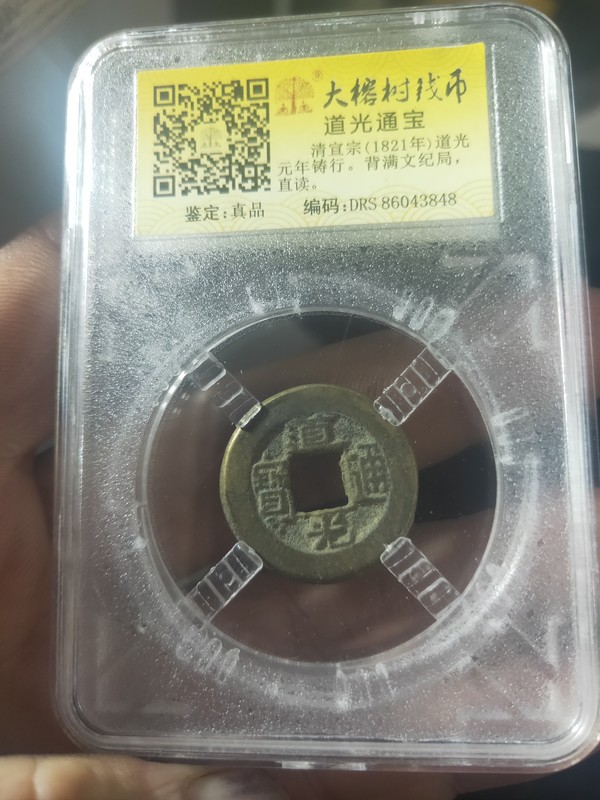 大榕树钱币
道光通宝
清宣宗(1821年)道光
元年铸行。背满文纪局，
直读。
鉴定:真品
编码:DRS 86043848
道
寳 通
光